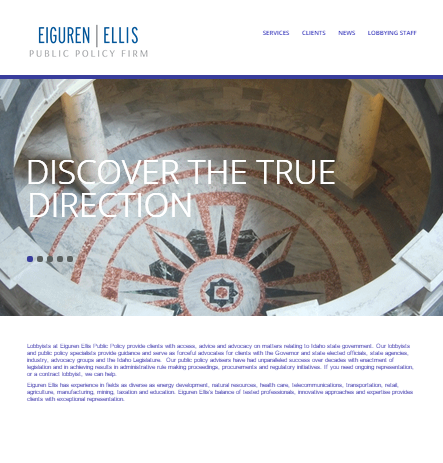 EIGUREN | ELLIS
PUBLIC POLICY FIRM
SERVICES CLIENTS NEWS LOBBYING STAFF
DISCOVER THE TRUE
DIRECTION
Lobbyists at Eiguren Ellis Public Policy provide clients with access, advice and advocacy on matters relating to Idaho state government. Our lobbyists
and public policy specialists provide guidance and serve as forceful advocates for clients with the Governor and state elected officials, state agencies,
industry, advocacy groups and the Idaho Legislature. Our public policy advisers have had unparalleled success over decades with enactment of
legislation and in achieving results in administrative rule making proceedings, procurements and regulatory initiatives. If you need ongoing representation,
or a contract lobbyist, we can help.
Eiguren Ellis has experience in fields as diverse as energy development, natural resources, health care, telecommunications, transportation, retail,
agriculture, manufacturing, mining, taxation and education. Eiguren Ellis's balance of tested professionals, innovative approaches and expertise provides
clients with exceptional representation.